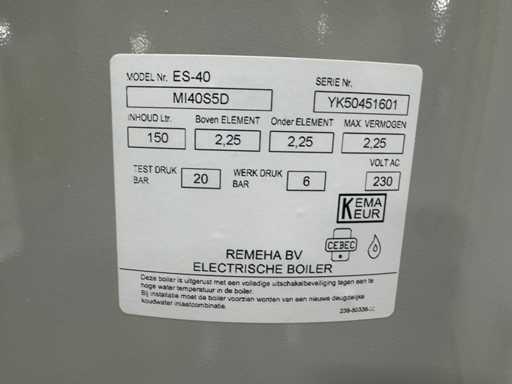 MODEL Nr. ES-40
SERIE Nr.
MI40S5D
YK50451601
INHOUD Ltr. Boven ELEMENT Onder ELEMENT MAX. VERMOGEN
150 2,25 2,25 2,25
VOLT AC
TEST DRUK BAR 20 WERK DRUK BAR 6 230
KEMA
KEUR
CEBEC
REMEHA BV
ELECTRISCHE BOILER
Deze boiler is uitgerust met een volledige uitschakelbeveiliging tegen een te
hoge water temperatuur in de boiler.
Bij installatie moet de boiler voorzien worden van een nieuwe deugdelijke
koudwater inlaatcombinatie.